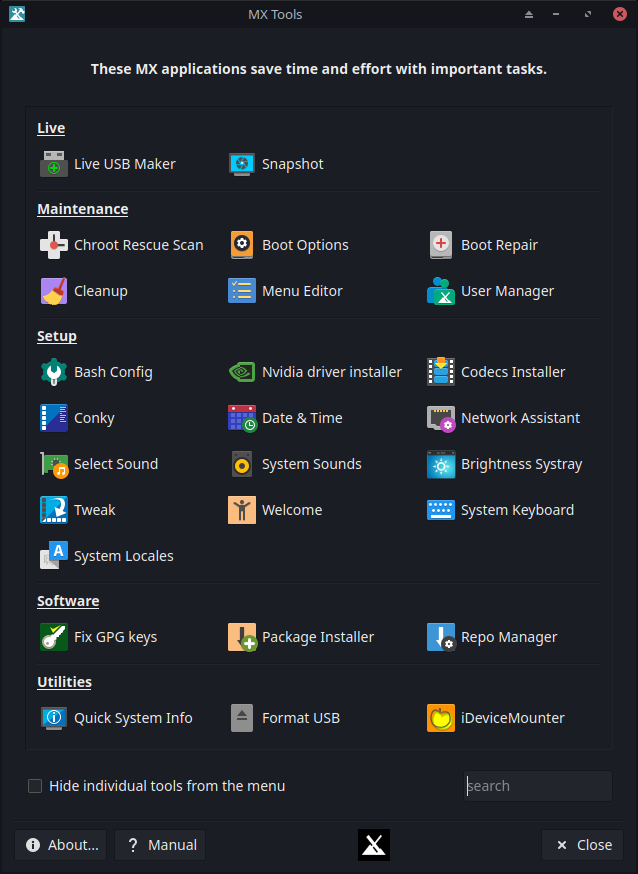 MX Tools
These MX applications save time and effort with important tasks.
Live
Live USB Maker Snapshot
Maintenance
Chroot Rescue Scan Boot Options Boot Repair
Cleanup Menu Editor User Manager
Setup
Bash Config Nvidia driver installer Codecs Installer
Conky Date & Time Network Assistant
Select Sound System Sounds Brightness Systray
Tweak Welcome System Keyboard
A System Locales
Software
Fix GPG keys Package Installer Repo Manager
Utilities
Quick System Info Format USB iDeviceMounter
Hide individual tools from the menu search
i About... ? Manual × Close